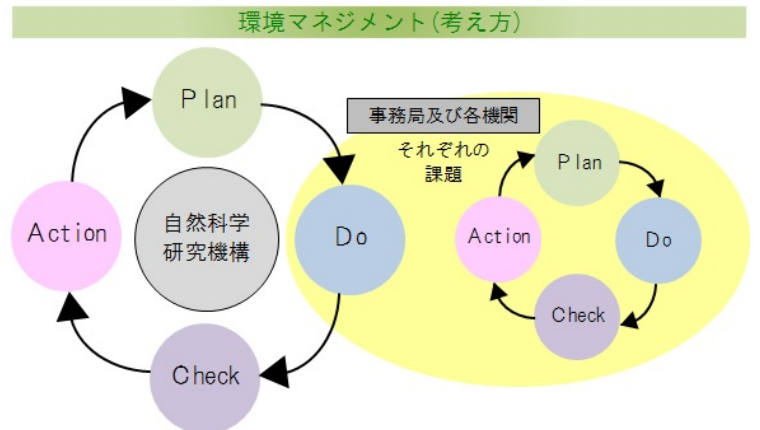 環境マネジメント(考え方)
Plan
事務局及び各機関
それぞれの
課題
Plan
Action
自然科学
研究機構
Do
Action
Do
Check
Check